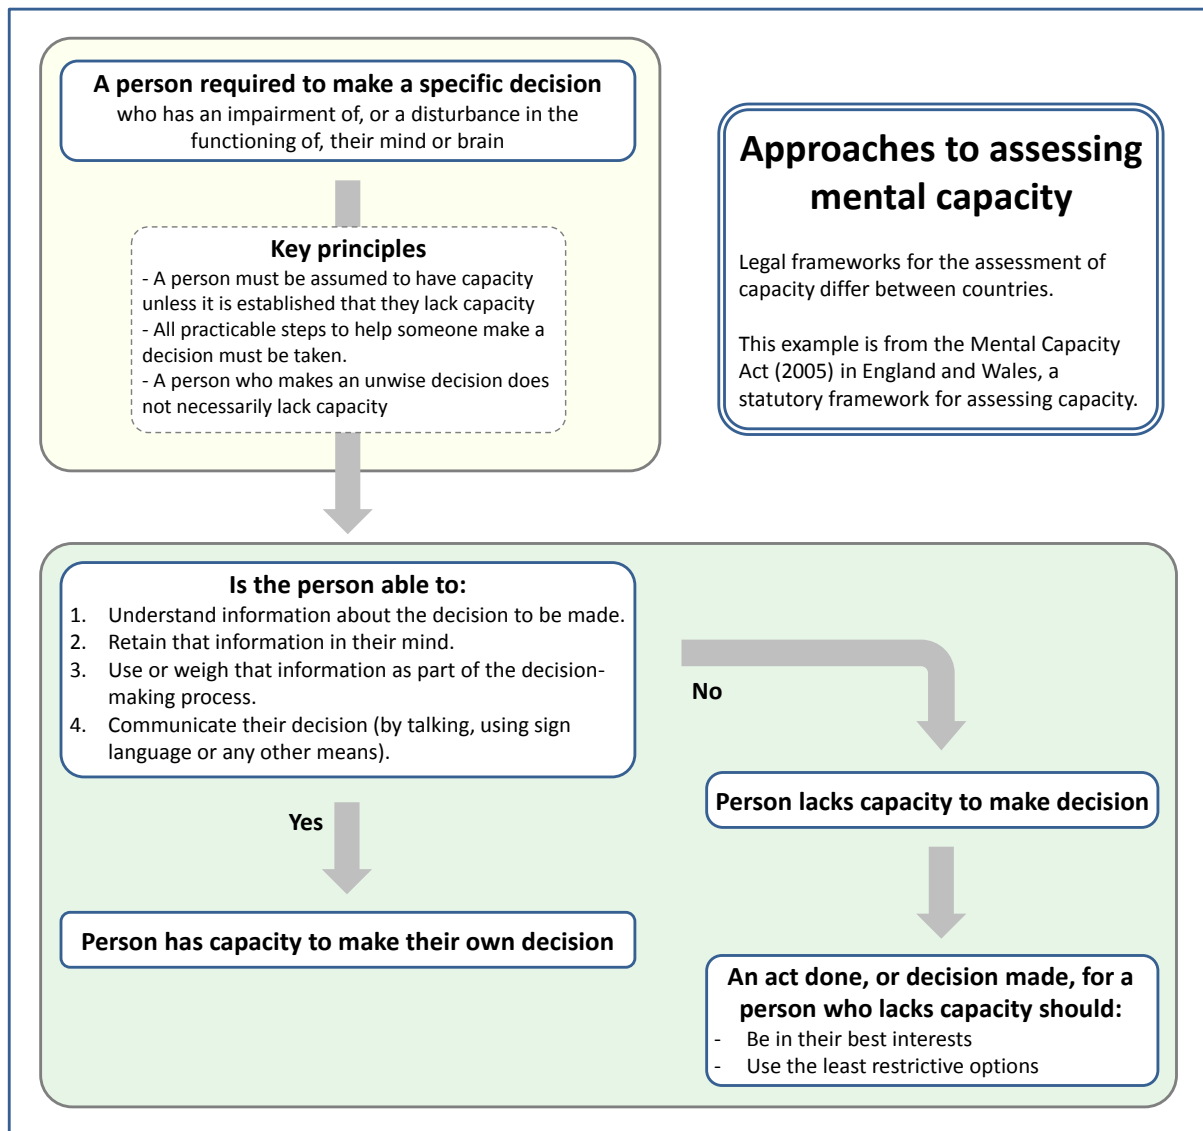 A person required to make a specific decision
who has an impairment of, or a disturbance in the
functioning of, their mind or brain
Key principles
- A person must be assumed to have capacity
unless it is established that they lack capacity
- All practicable steps to help someone make a
decision must be taken.
- A person who makes an unwise decision does
not necessarily lack capacity
Approaches to assessing
mental capacity
Legal frameworks for the assessment of
capacity differ between countries.
This example is from the Mental Capacity
Act (2005) in England and Wales, a
statutory framework for assessing capacity.
Is the person able to:
1. Understand information about the decision to be made.
2. Retain that information in their mind.
3. Use or weigh that information as part of the decision-
making process.
4. Communicate their decision (by talking, using sign
language or any other means).
No
Yes
Person lacks capacity to make decision
Person has capacity to make their own decision
An act done, or decision made, for a
person who lacks capacity should:
- Be in their best interests
- Use the least restrictive options